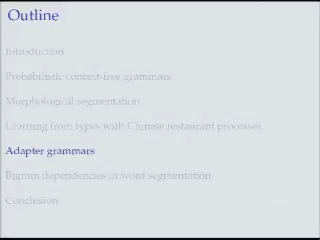 Outline
Introduction
Probabilistic context-free grammars
Morphological segmentation
Learning from types with Chinese restaurant processes
Adapter grammars
Bigram dependencies in word segmentation
Conclusion